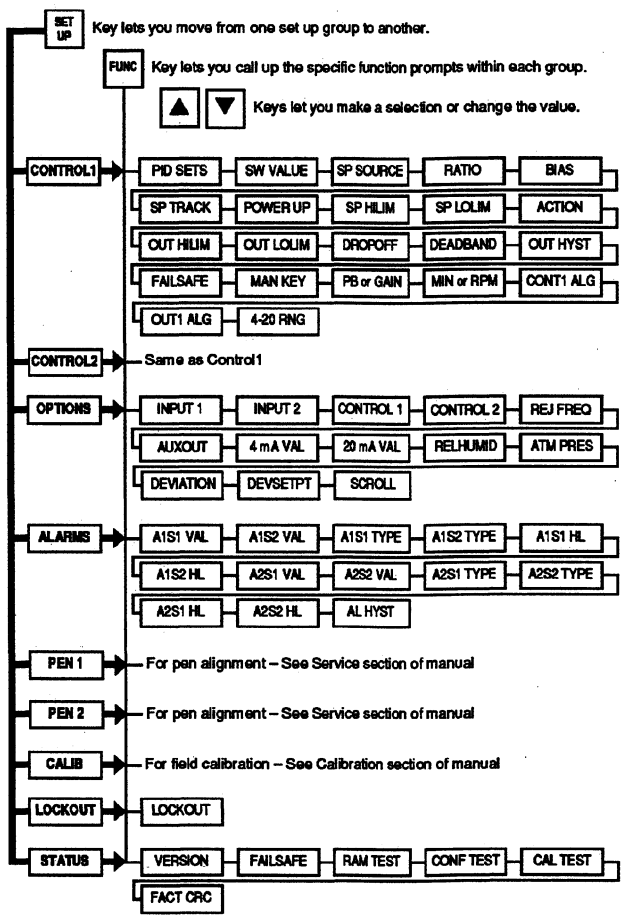 SET UP Key lets you move from one set up group to another.
FUNC Key lets you call up the specific function prompts within each group.
Keys let you make a selection or change the value.
CONTROL1 PID SETS SW VALUE SP SOURCE RATIO BIAS
SP TRACK POWER UP SP HILIM SP LOLIM ACTION
OUT HILIM OUT LOLIM DROPOFF DEADBAND OUT HYST
FAILSAFE MAN KEY PB or GAIN MIN or RPM CONT1 ALG
OUT1 ALG 4-20 RNG
CONTROL2 Same as Control1
OPTIONS INPUT 1 INPUT 2 CONTROL 1 CONTROL 2 REJ FREQ
AUXOUT 4 mA VAL 20 mA VAL RELHUMID ATM PRES
DEVIATION DEVSETPT SCROLL
ALARMS A1S1 VAL A1S2 VAL A1S1 TYPE A1S2 TYPE A1S1 HL
A1S2 HL A2S1 VAL A2S2 VAL A2S1 TYPE A2S2 TYPE
A2S1 HL A2S2 HL AL HYST
PEN 1 For pen alignment – See Service section of manual
PEN 2 For pen alignment – See Service section of manual
CALIB For field calibration – See Calibration section of manual
LOCKOUT LOCKOUT
STATUS VERSION FAILSAFE RAM TEST CONF TEST CAL TEST
FACT CRC